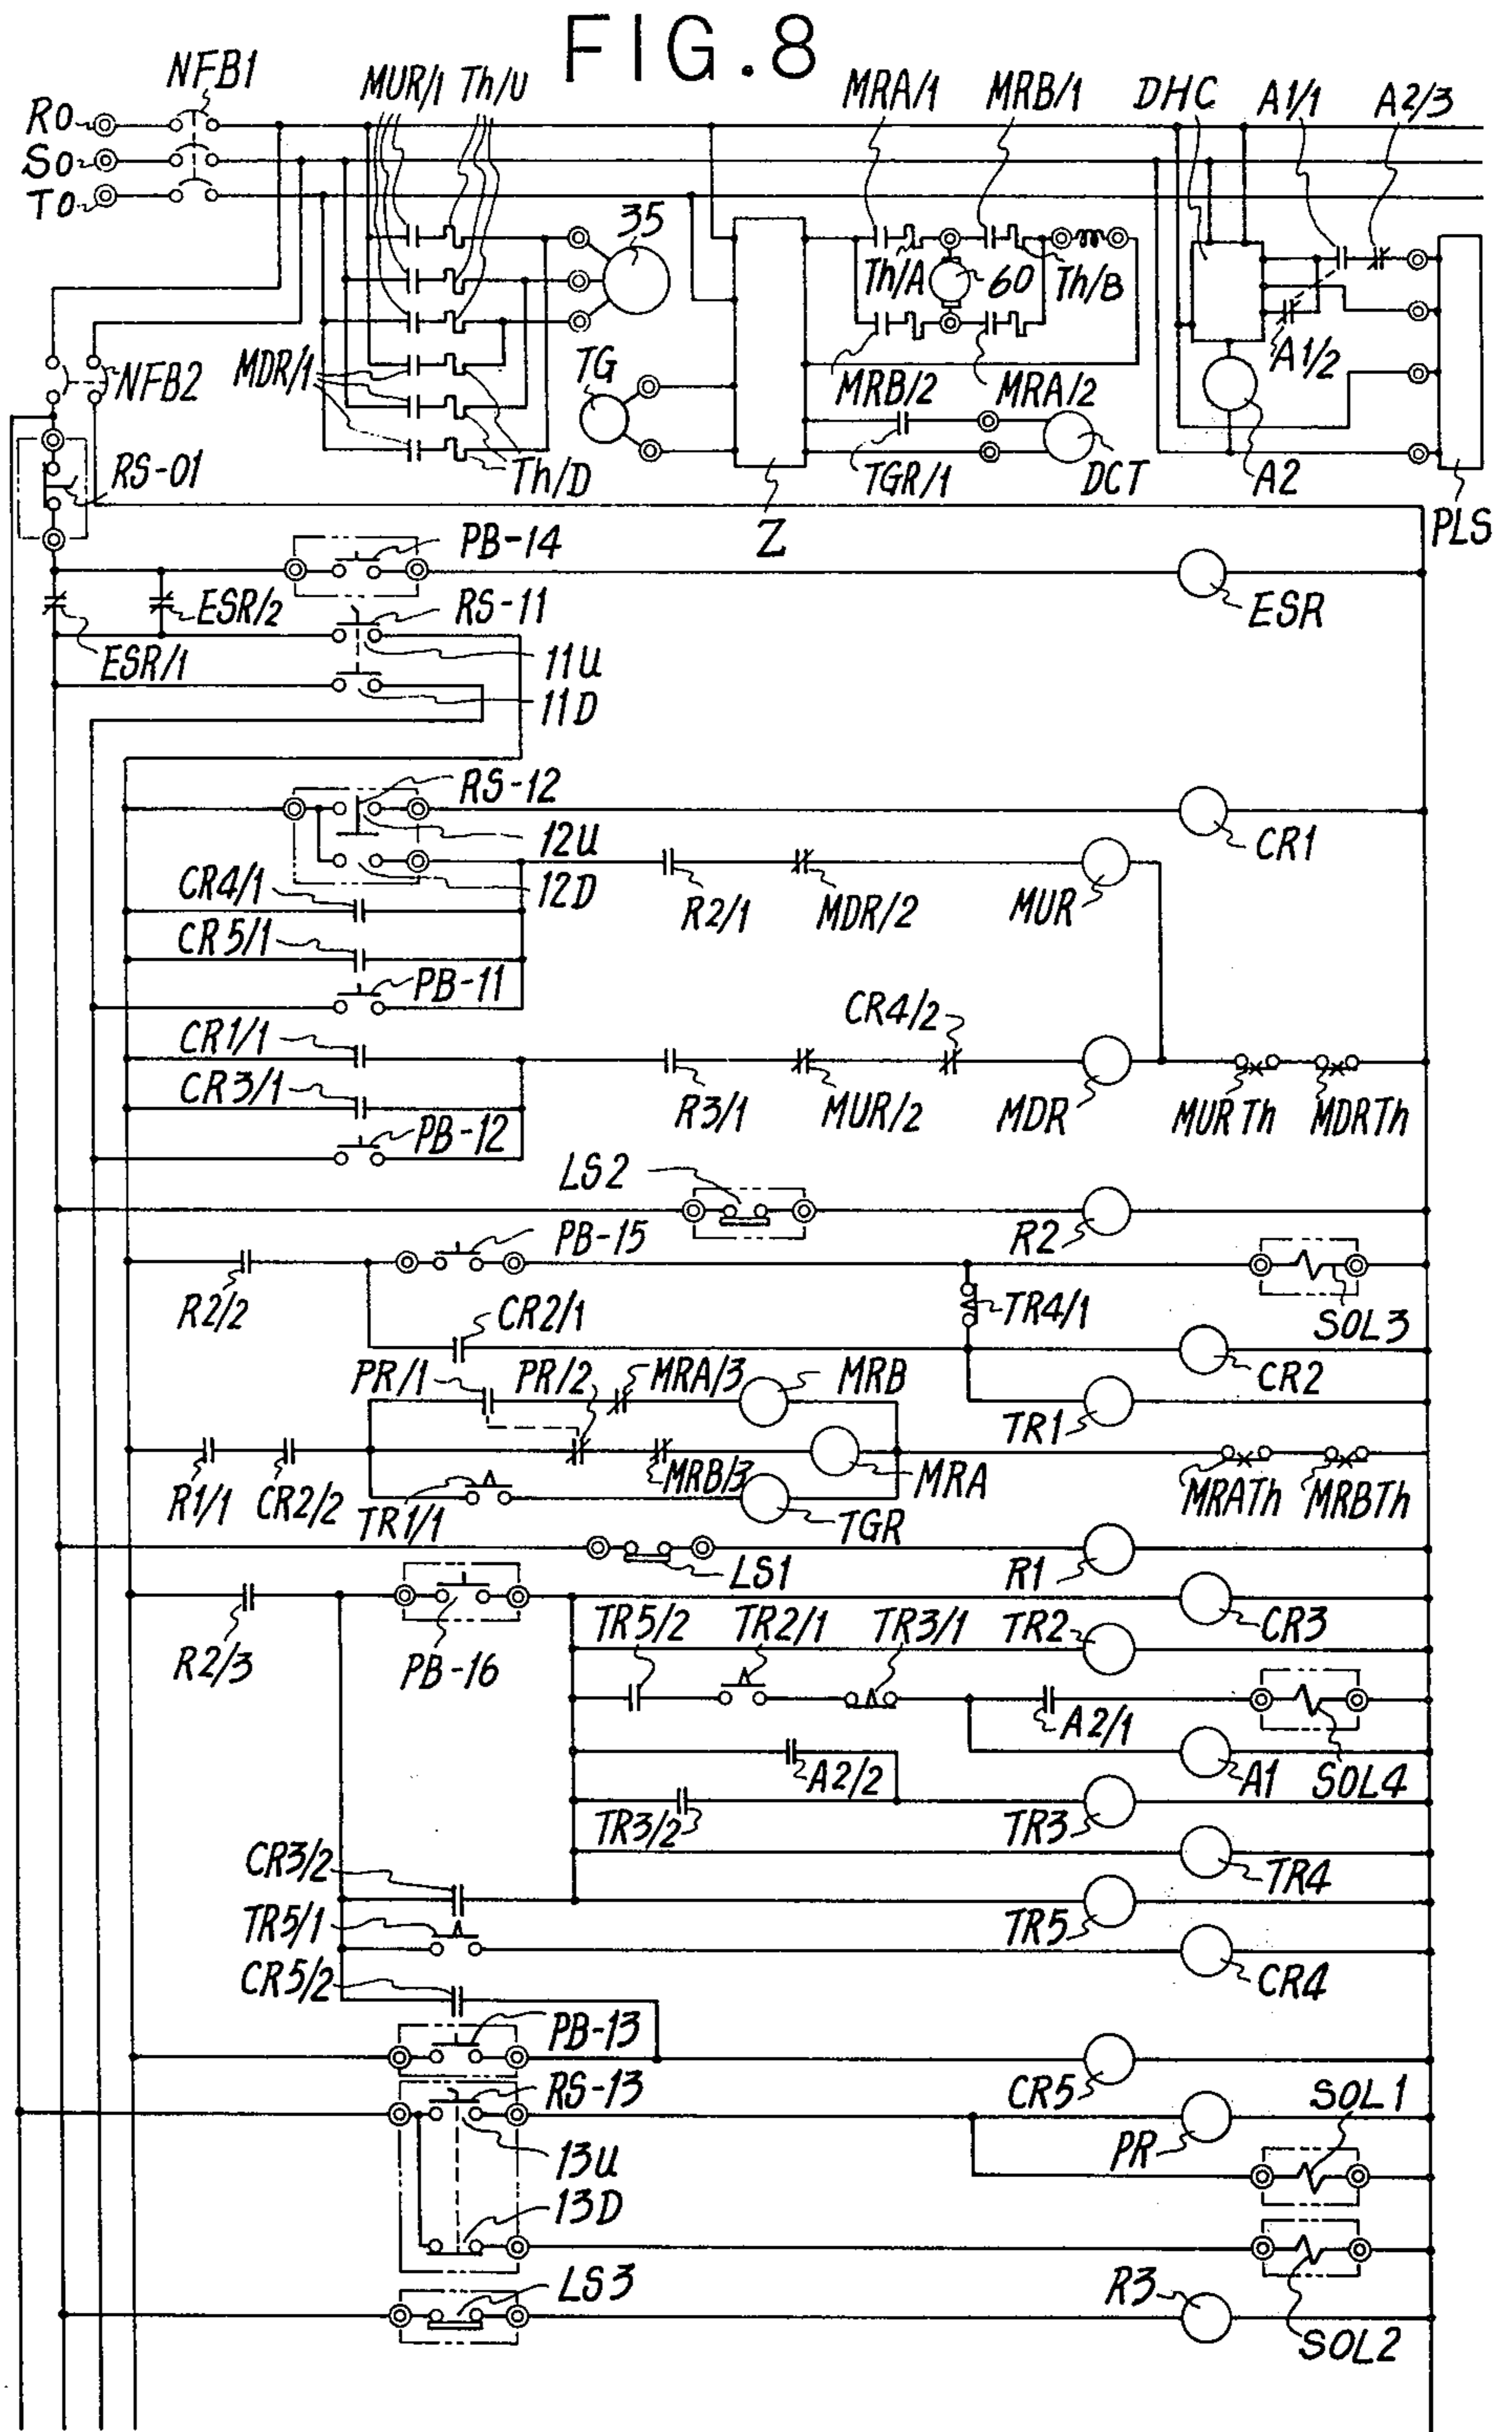 FIG.8
NFB1
MUR/1 Th/U
MRA/1 MRB/1 DHC A1/1 A2/3
R0
S0
T0
35
Th/A 60 Th/B
MDR/1
TG
NFB2
A1/2
MRB/2 MRA/2
RS-01
Th/D
TGR/1 DCT A2
Z
PLS
PB-14
ESR/2
RS-11
ESR
ESR/1
11U
11D
RS-12
12U
CR1
12D
CR4/1
R2/1 MDR/2 MUR
CR5/1
PB-11
CR4/2
CR1/1
CR3/1
R3/1 MUR/2 MDR MURTh MDRTh
PB-12
LS2
PB-15
R2
R2/2
CR2/1
TR4/1
SOL3
PR/1 PR/2 MRA/3 MRB
CR2
TR1
R1/1 CR2/2 TR1/1
MRB/3
MRA
MRATh MRBTh
TGR
LS1
R1
R2/3
PB-16
TR5/2 TR2/1 TR3/1 TR2
CR3
A2/1
A2/2
A1 SOL4
TR3/2
TR3
CR3/2
TR4
TR5/1
TR5
CR5/2
CR4
PB-13
RS-13
CR5
SOL1
13U
PR
13D
LS3
R3
SOL2